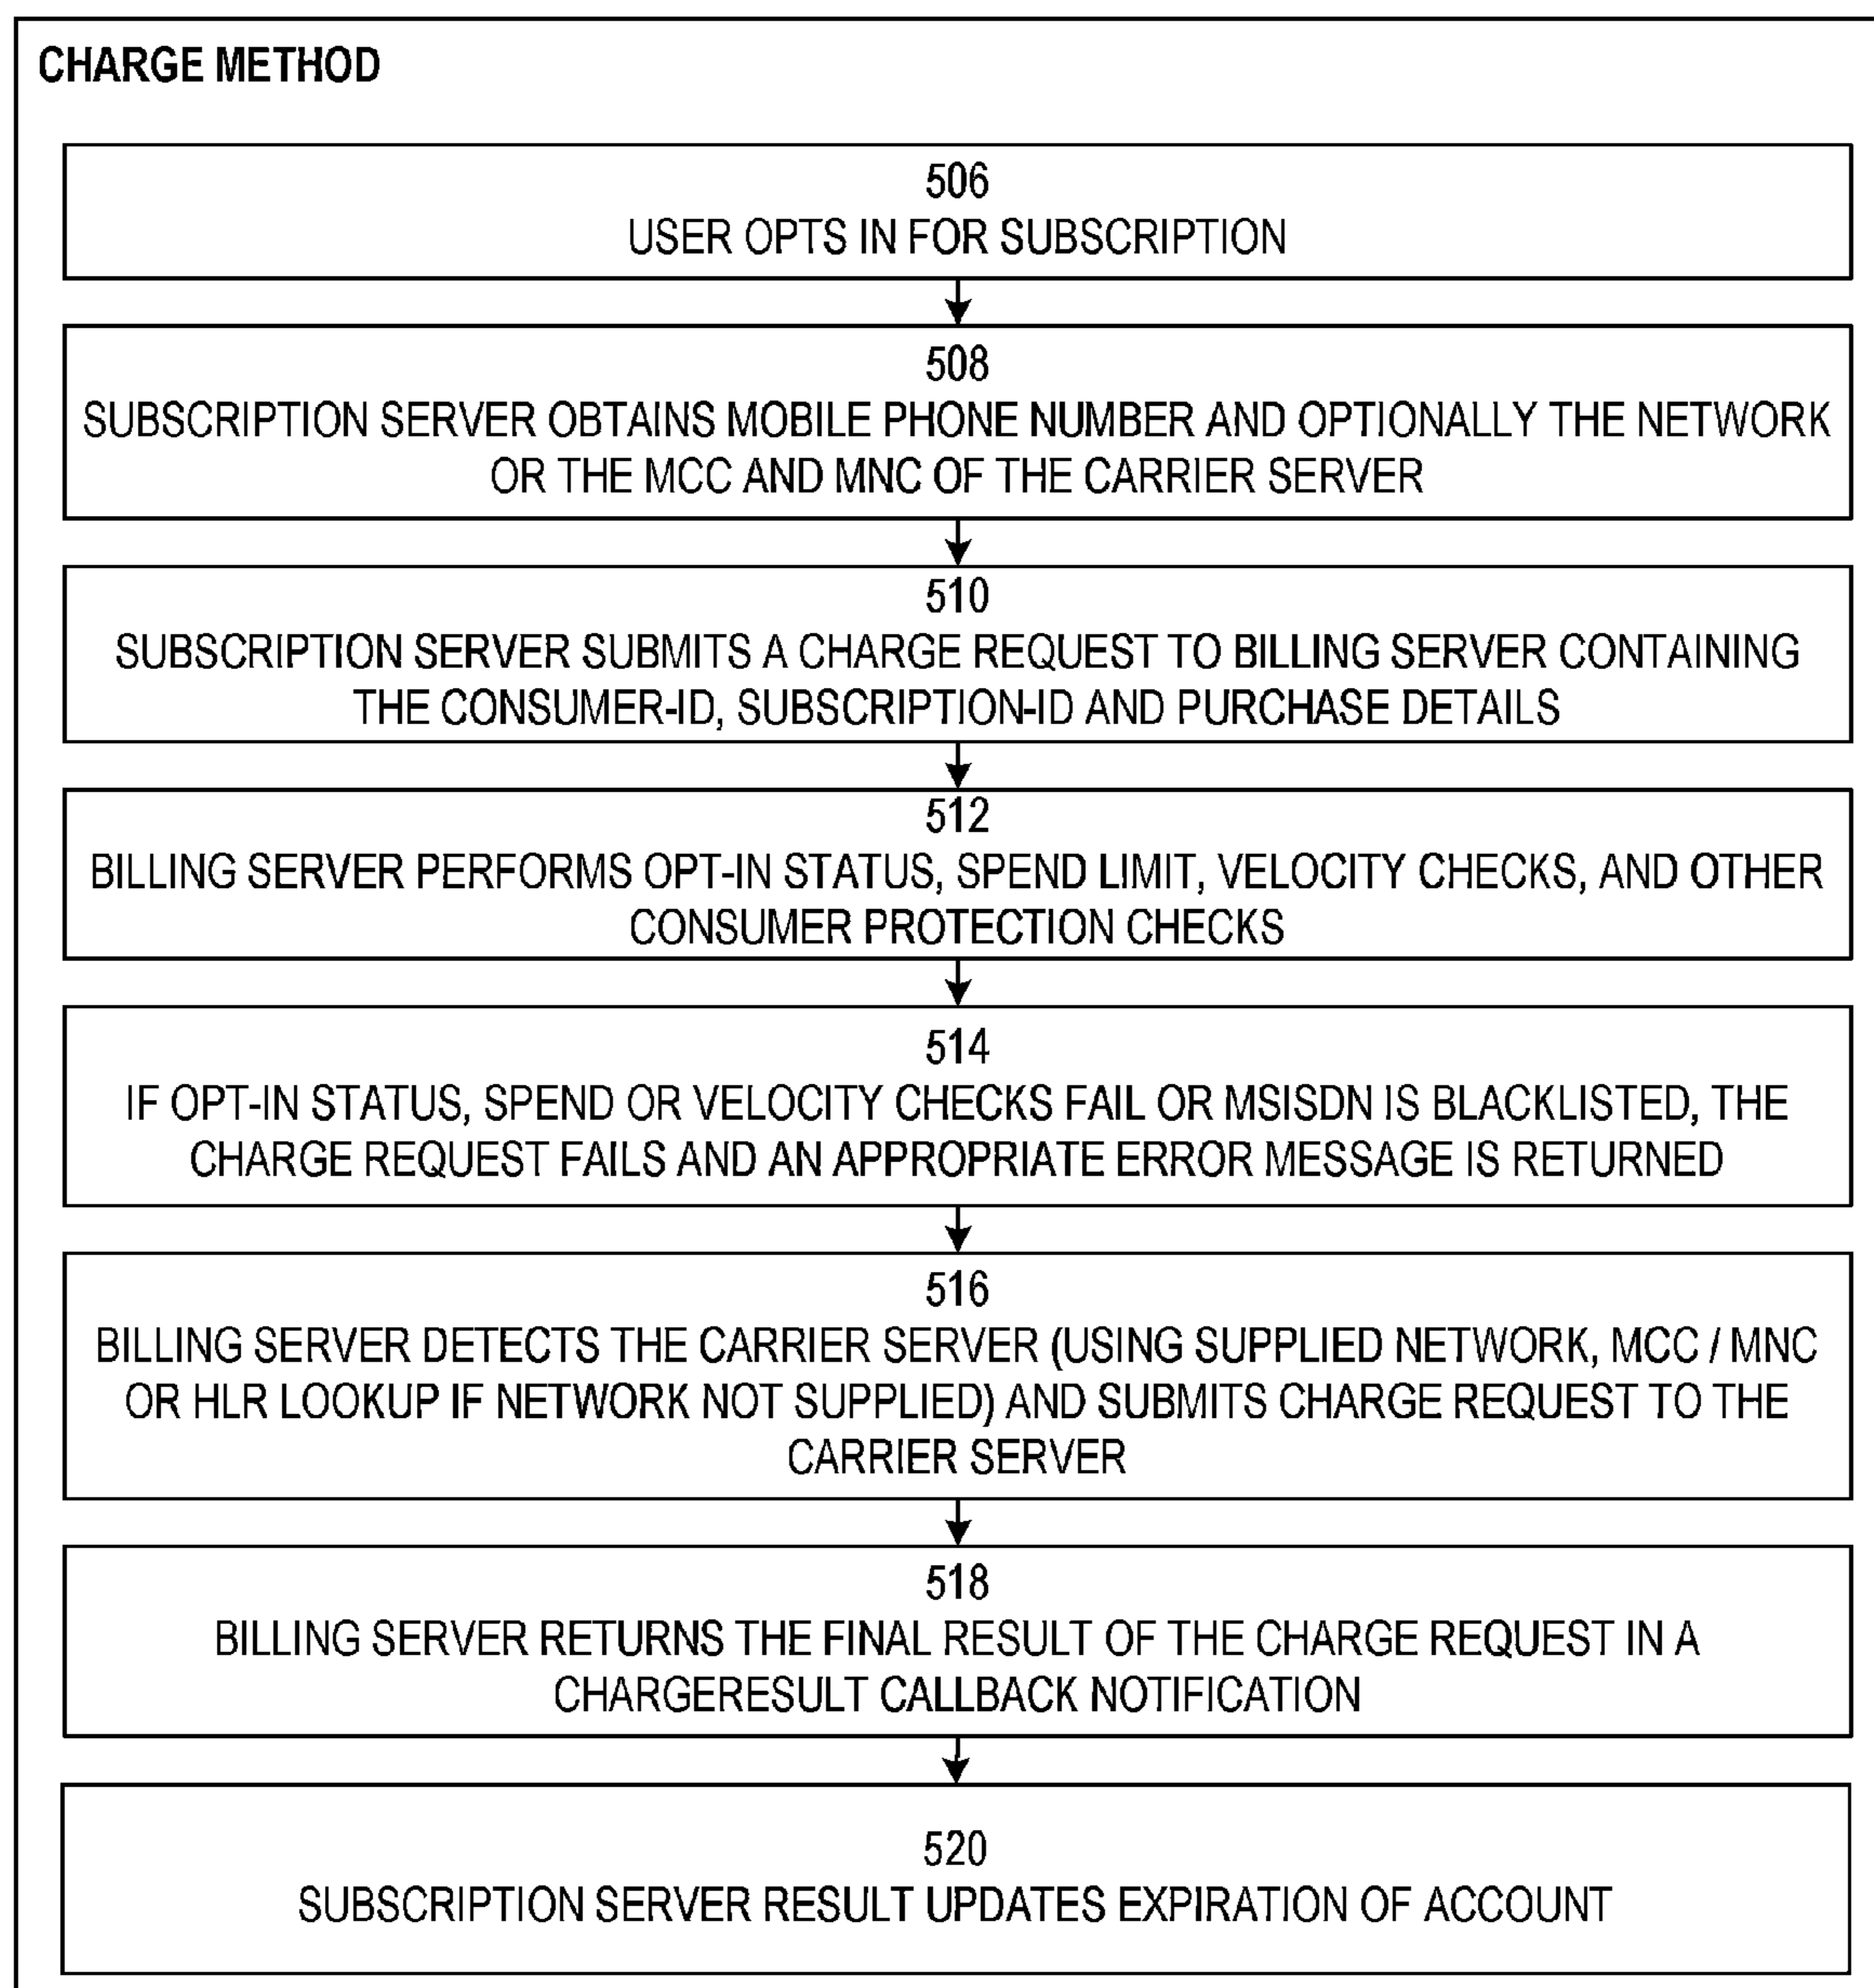 CHARGE METHOD
506
USER OPTS IN FOR SUBSCRIPTION
508
SUBSCRIPTION SERVER OBTAINS MOBILE PHONE NUMBER AND OPTIONALLY THE NETWORK
OR THE MCC AND MNC OF THE CARRIER SERVER
510
SUBSCRIPTION SERVER SUBMITS A CHARGE REQUEST TO BILLING SERVER CONTAINING
THE CONSUMER-ID, SUBSCRIPTION-ID AND PURCHASE DETAILS
512
BILLING SERVER PERFORMS OPT-IN STATUS, SPEND LIMIT, VELOCITY CHECKS, AND OTHER
CONSUMER PROTECTION CHECKS
514
IF OPT-IN STATUS, SPEND OR VELOCITY CHECKS FAIL OR MSISDN IS BLACKLISTED, THE
CHARGE REQUEST FAILS AND AN APPROPRIATE ERROR MESSAGE IS RETURNED
516
BILLING SERVER DETECTS THE CARRIER SERVER (USING SUPPLIED NETWORK, MCC / MNC
OR HLR LOOKUP IF NETWORK NOT SUPPLIED) AND SUBMITS CHARGE REQUEST TO THE
CARRIER SERVER
518
BILLING SERVER RETURNS THE FINAL RESULT OF THE CHARGE REQUEST IN A
CHARGERESULT CALLBACK NOTIFICATION
520
SUBSCRIPTION SERVER RESULT UPDATES EXPIRATION OF ACCOUNT